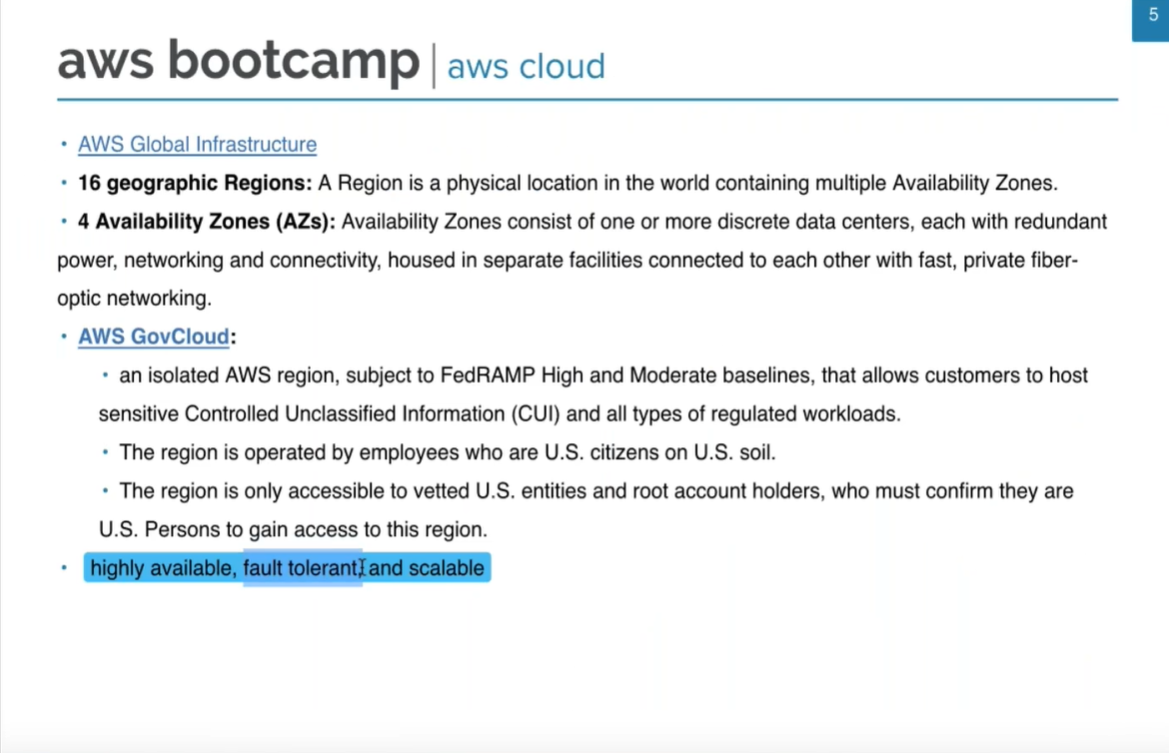 5
aws bootcamp | aws cloud
• AWS Global Infrastructure
• 16 geographic Regions: A Region is a physical location in the world containing multiple Availability Zones.
• 4 Availability Zones (AZs): Availability Zones consist of one or more discrete data centers, each with redundant
power, networking and connectivity, housed in separate facilities connected to each other with fast, private fiber-
optic networking.
• AWS GovCloud:
• an isolated AWS region, subject to FedRAMP High and Moderate baselines, that allows customers to host
sensitive Controlled Unclassified Information (CUI) and all types of regulated workloads.
• The region is operated by employees who are U.S. citizens on U.S. soil.
• The region is only accessible to vetted U.S. entities and root account holders, who must confirm they are
U.S. Persons to gain access to this region.
• highly available, fault tolerant, and scalable